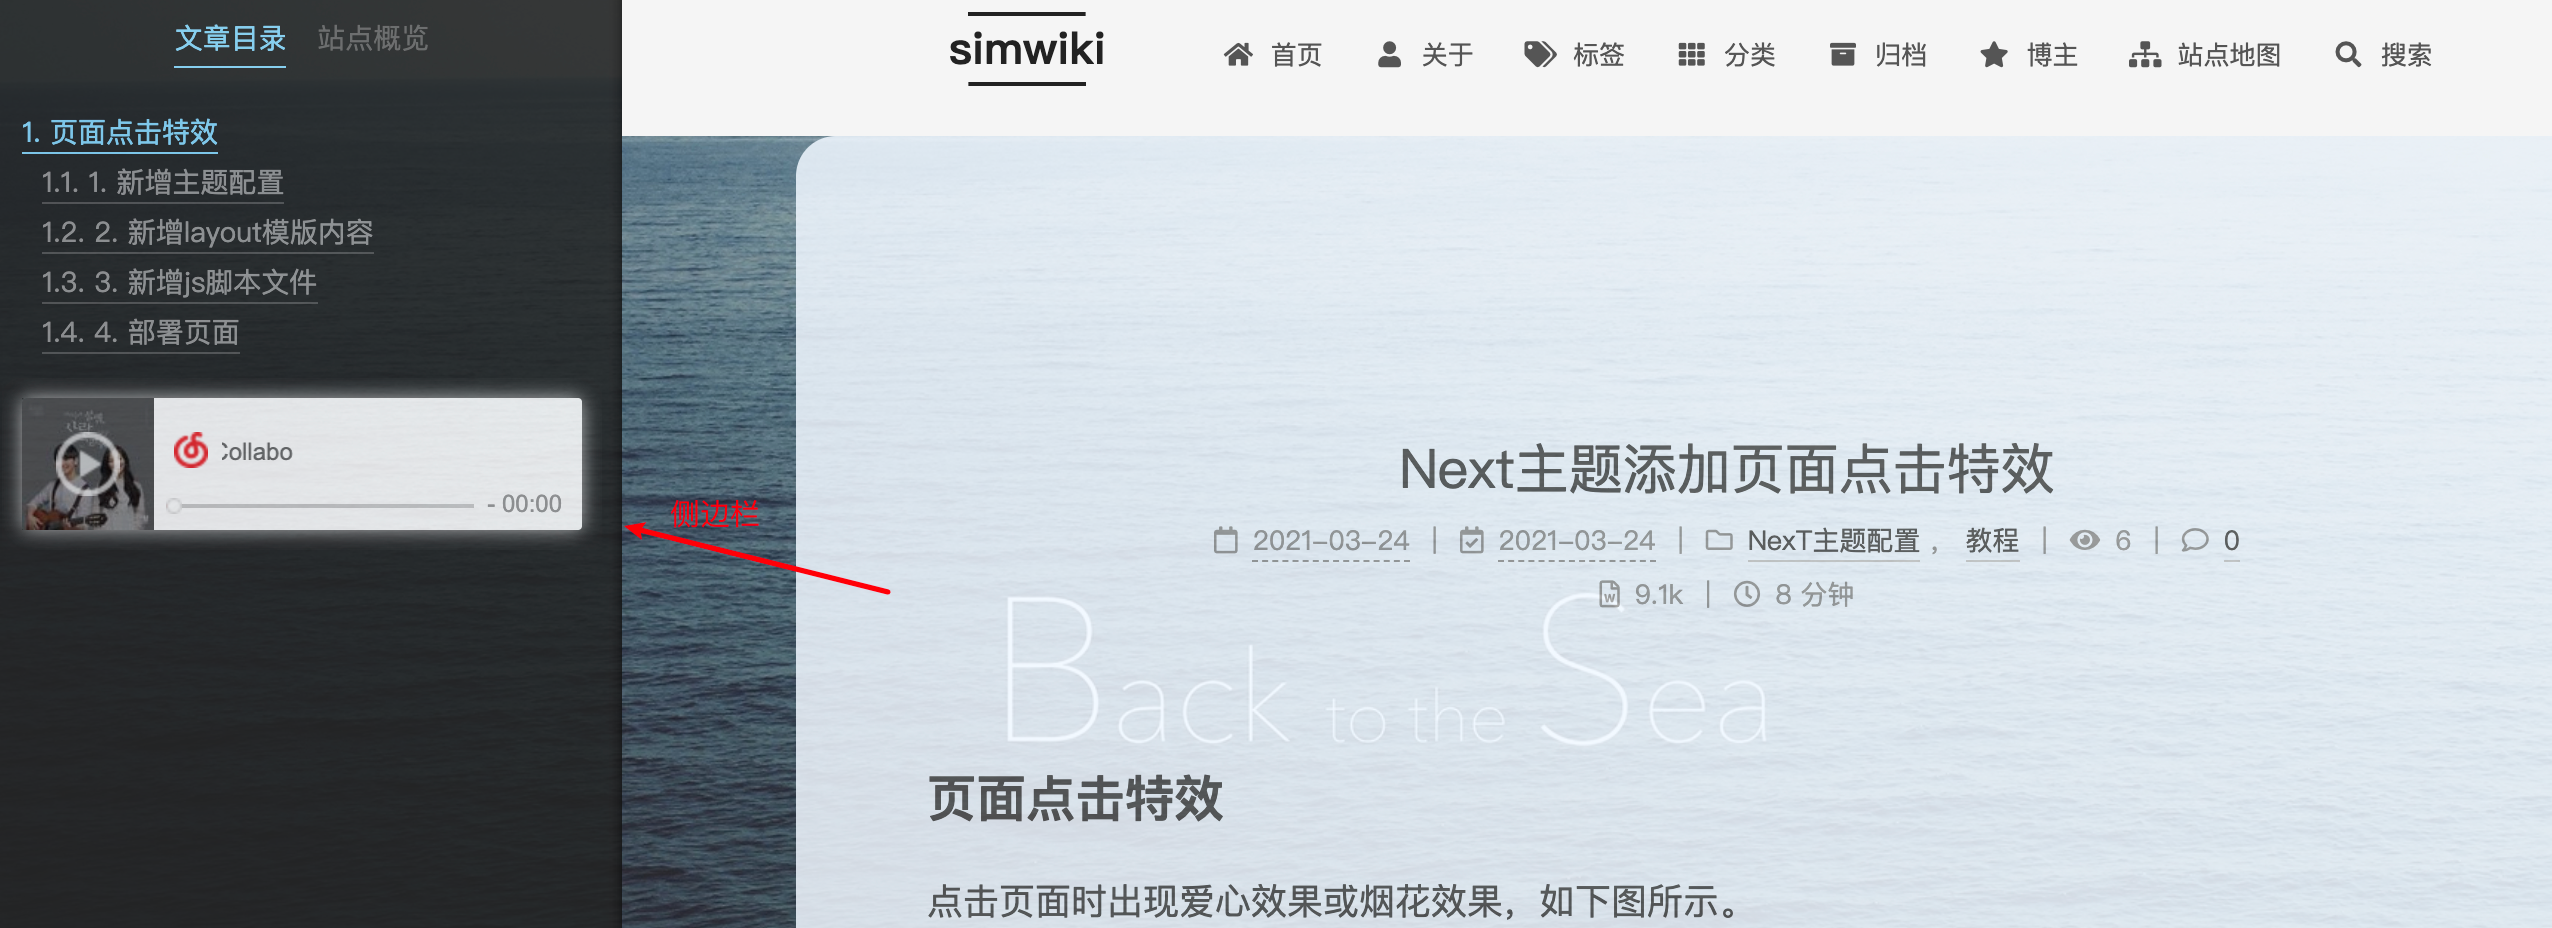 文章目录 站点概览
1. 页面点击特效
1.1. 1. 新增主题配置
1.2. 2. 新增layout模版内容
1.3. 3. 新增js脚本文件
1.4. 4. 部署页面
Collabo
- 00:00
侧边栏
simwiki
首页 关于 标签 分类 归档 博主 站点地图 搜索
Next主题添加页面点击特效
2021-03-24 | 2021-03-24 | NexT主题配置 ， 教程 | 6 | 0
9.1k | 8 分钟
Back to the Sea
页面点击特效
点击页面时出现爱心效果或烟花效果，如下图所示。